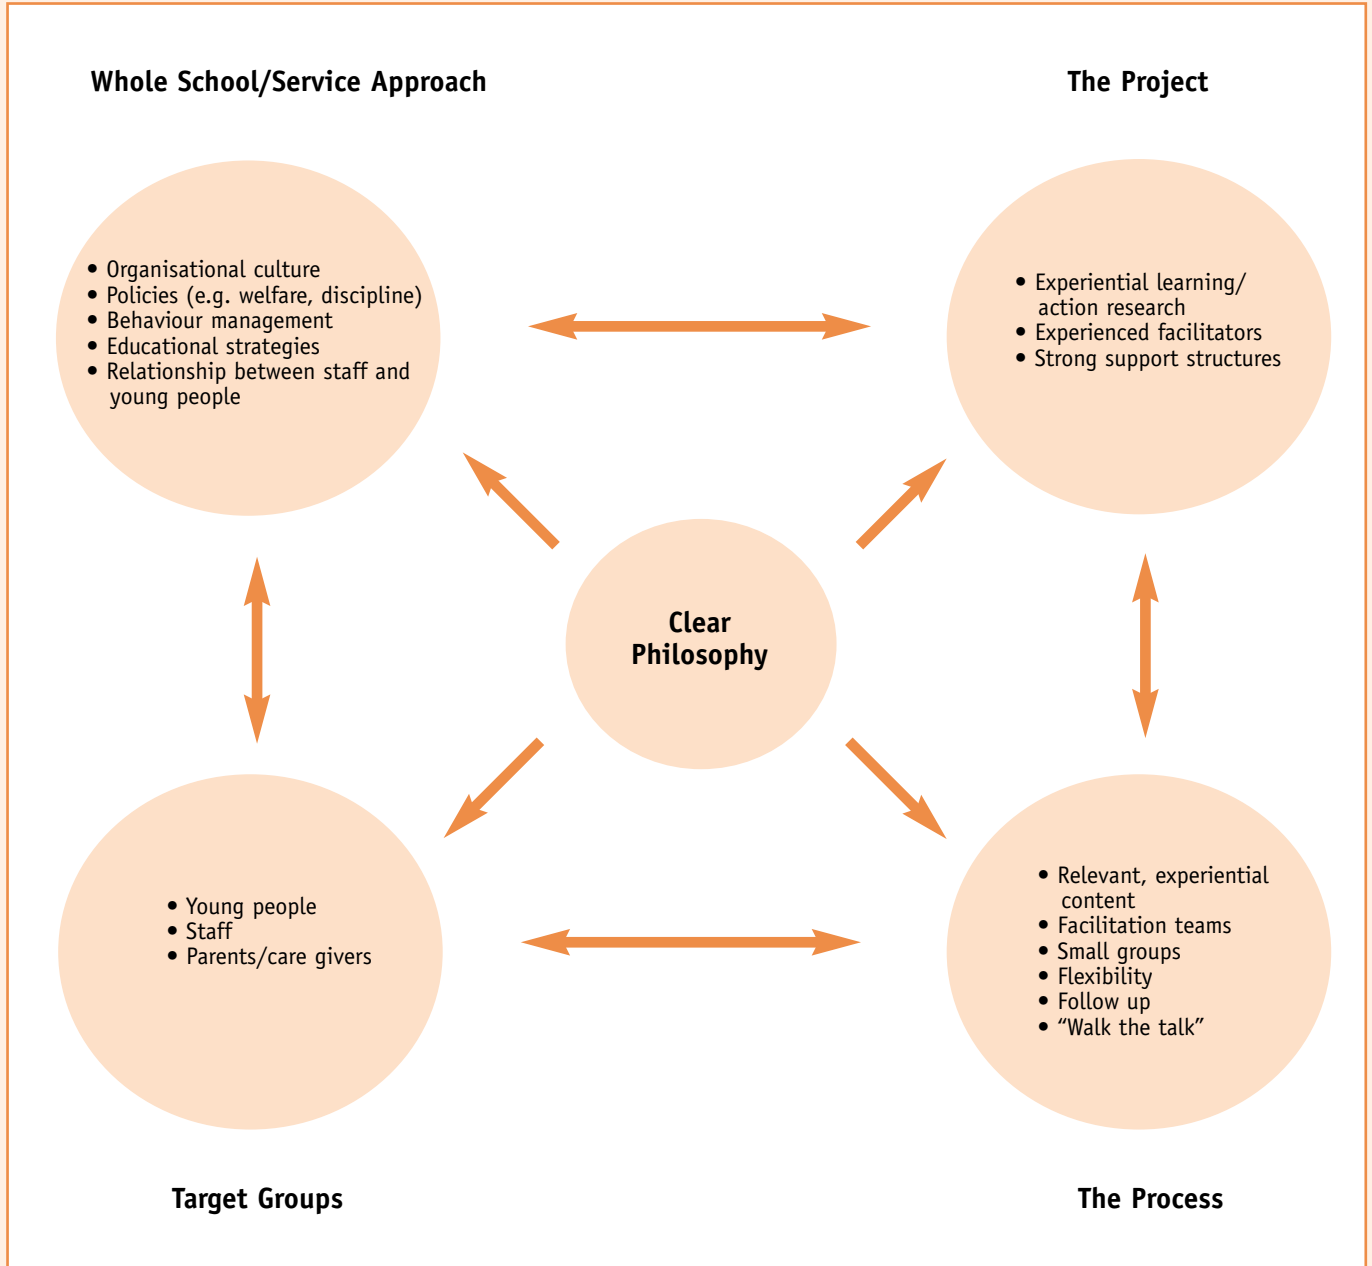 Whole School/Service Approach
The Project
• Organisational culture
• Policies (e.g. welfare, discipline)
• Behaviour management
• Educational strategies
• Relationship between staff and
young people
• Experiential learning/
action research
• Experienced facilitators
• Strong support structures
Clear
Philosophy
• Young people
• Staff
• Parents/care givers
• Relevant, experiential
content
• Facilitation teams
• Small groups
• Flexibility
• Follow up
• “Walk the talk”
Target Groups
The Process